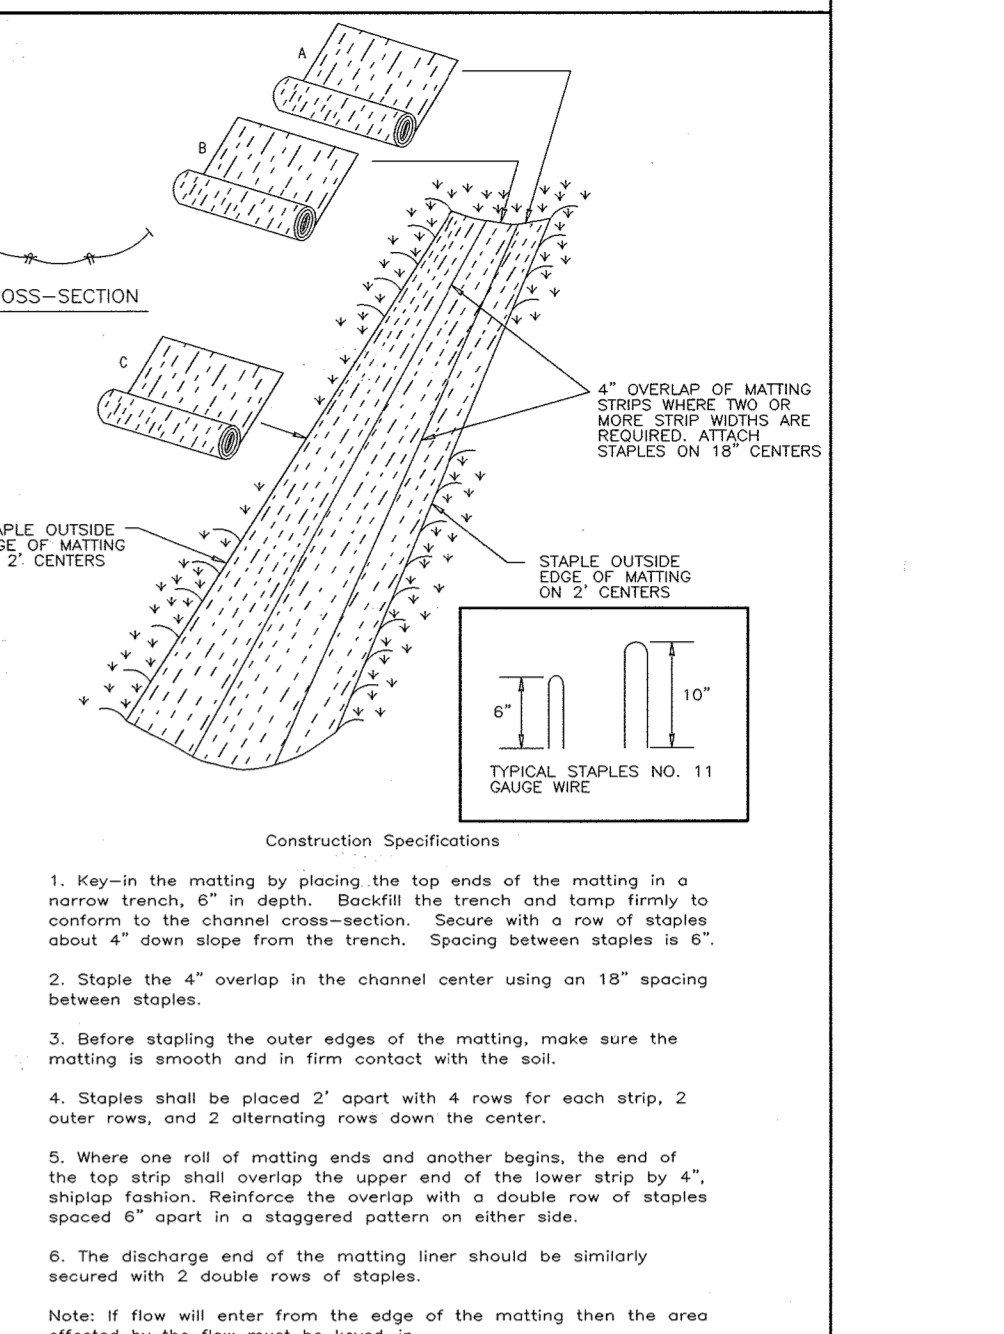 A
B
OSS-SECTION
C
4" OVERLAP OF MATTING
STRIPS WHERE TWO OR
MORE STRIP WIDTHS ARE
REQUIRED. ATTACH
STAPLES ON 18" CENTERS
APLE OUTSIDE
GE OF MATTING
2' CENTERS
STAPLE OUTSIDE
EDGE OF MATTING
ON 2' CENTERS
6"
10"
TYPICAL STAPLES NO. 11
GAUGE WIRE
Construction Specifications
1. Key-in the matting by placing the top ends of the matting in a
narrow trench, 6" in depth. Backfill the trench and tamp firmly to
conform to the channel cross-section. Secure with a row of staples
about 4" down slope from the trench. Spacing between staples is 6".
2. Staple the 4" overlap in the channel center using an 18" spacing
between staples.
3. Before stapling the outer edges of the matting, make sure the
matting is smooth and in firm contact with the soil.
4. Staples shall be placed 2' apart with 4 rows for each strip, 2
outer rows, and 2 alternating rows down the center.
5. Where one roll of matting ends and another begins, the end of
the top strip shall overlap the upper end of the lower strip by 4",
shiplap fashion. Reinforce the overlap with a double row of staples
spaced 6" apart in a staggered pattern on either side.
6. The discharge end of the matting liner should be similarly
secured with 2 double rows of staples.
Note: If flow will enter from the edge of the matting then the area
effected by the flow must be keyed in